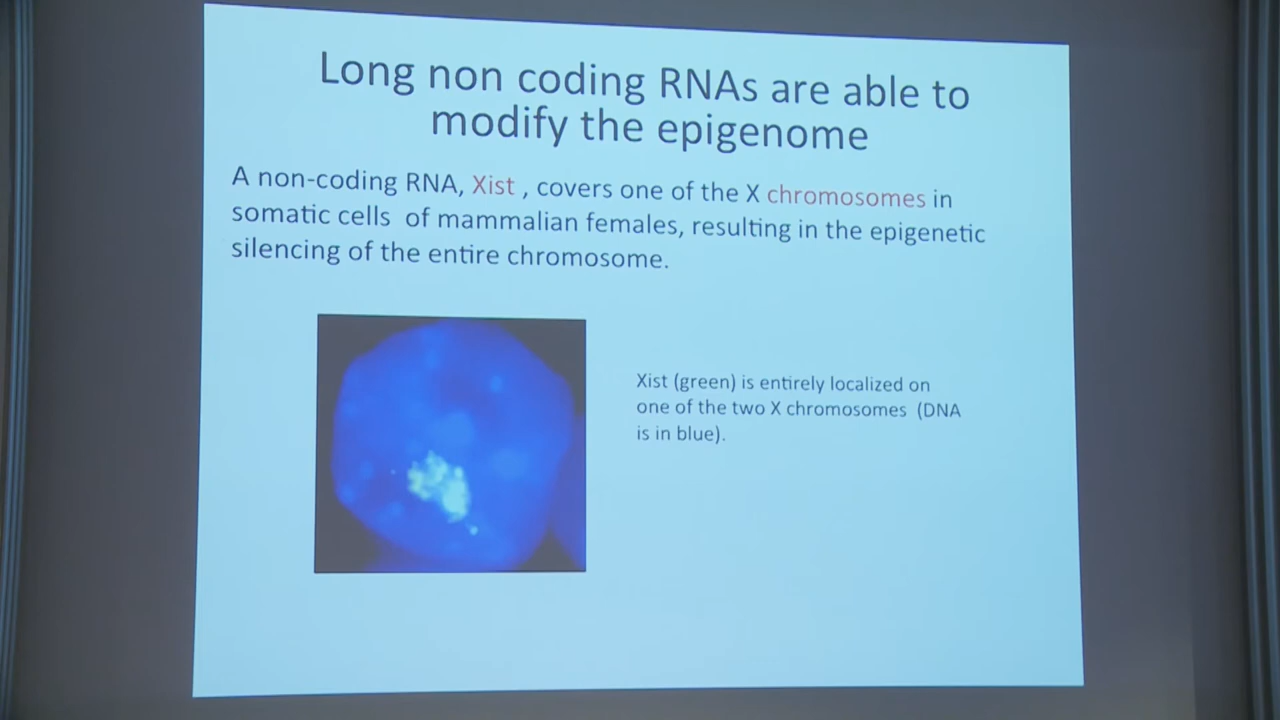 Long non coding RNAs are able to
modify the epigenome
A non-coding RNA, Xist , covers one of the X chromosomes in
somatic cells of mammalian females, resulting in the epigenetic
silencing of the entire chromosome.
Xist (green) is entirely localized on
one of the two X chromosomes (DNA
is in blue).